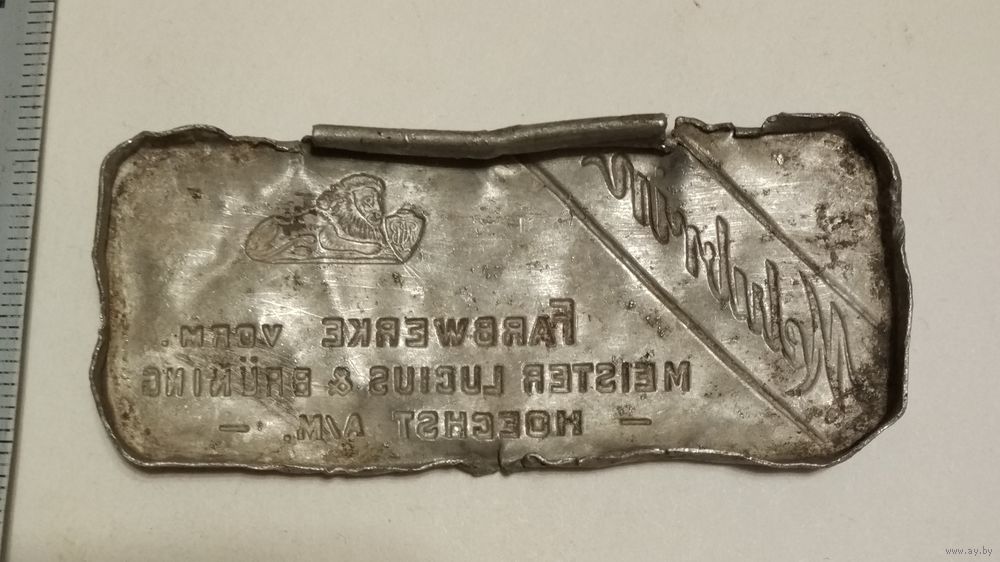 FARBWERKE VORM.
MEISTER LUCIUS & BRÜNING
— HOECHST A/M. —
www.ay.by